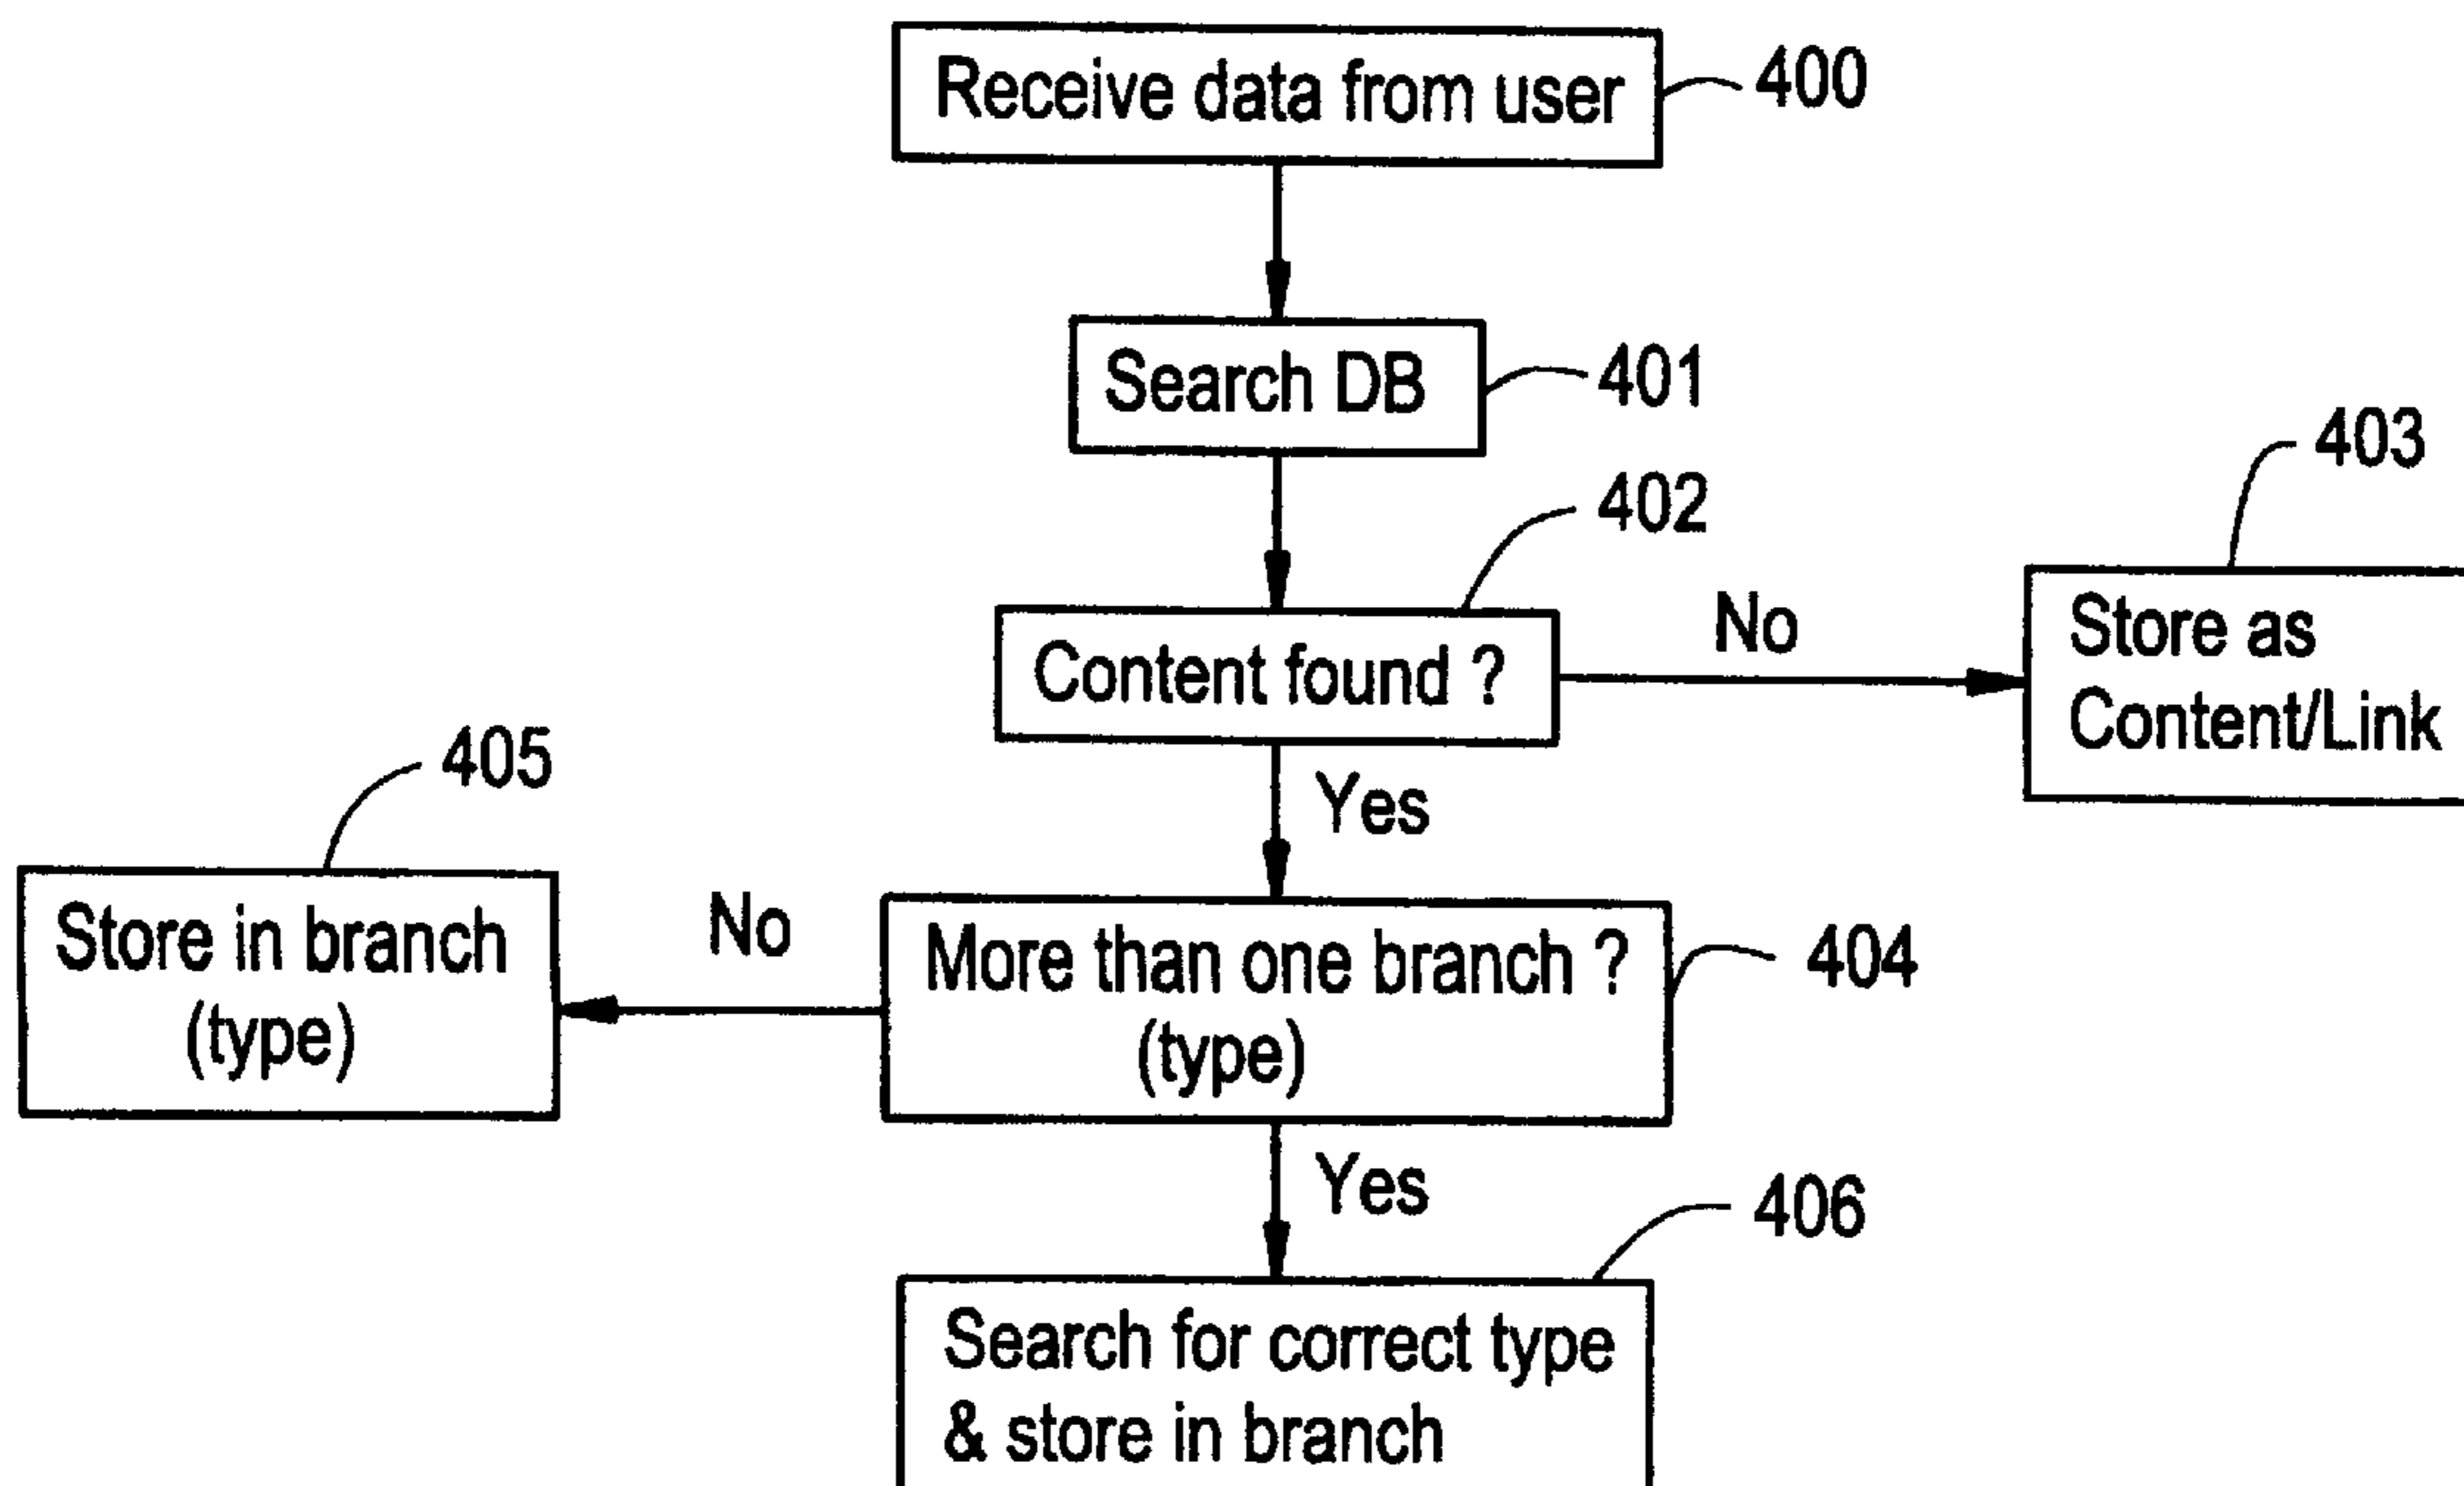 Receive data from user
400
Search DB
401
402
Content found ?
No
403
Store as
Content/Link
Yes
405
Store in branch
(type)
No
More than one branch ?
(type)
404
Yes
406
Search for correct type
& store in branch